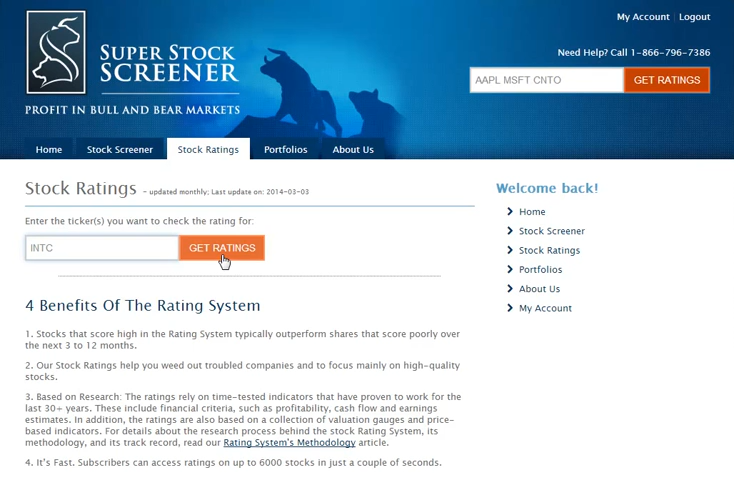 My Account | Logout
SUPER STOCK
SCREENER
PROFIT IN BULL AND BEAR MARKETS
Need Help? Call 1-866-796-7386
AAPL MSFT CNTO
GET RATINGS
Home
Stock Screener
Stock Ratings
Portfolios
About Us
Stock Ratings - updated monthly; Last update on: 2014-03-03
Enter the ticker(s) you want to check the rating for:
INTC
GET RATINGS
4 Benefits Of The Rating System
1. Stocks that score high in the Rating System typically outperform shares that score poorly over
the next 3 to 12 months.
2. Our Stock Ratings help you weed out troubled companies and to focus mainly on high-quality
stocks.
3. Based on Research: The ratings rely on time-tested indicators that have proven to work for the
last 30+ years. These include financial criteria, such as profitability, cash flow and earnings
estimates. In addition, the ratings are also based on a collection of valuation gauges and price-
based indicators. For details about the research process behind the stock Rating System, its
methodology, and its track record, read our Rating System's Methodology article.
4. It's Fast. Subscribers can access ratings on up to 6000 stocks in just a couple of seconds.
Welcome back!
Home
Stock Screener
Stock Ratings
Portfolios
About Us
My Account